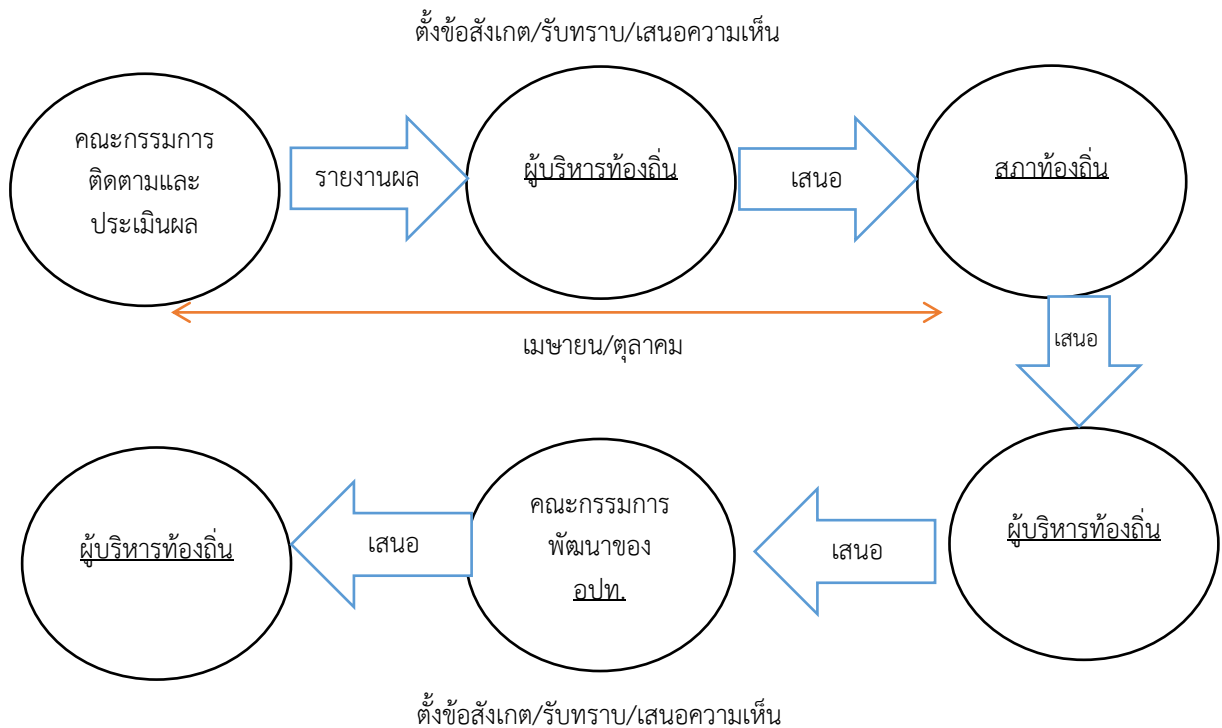 ตั้งข้อสังเกต/รับทราบ/เสนอความเห็น
คณะกรรมการ
ติดตามและ
ประเมินผล
รายงานผล
ผู้บริหารท้องถิ่น
เสนอ
สภาท้องถิ่น
เมษายน/ตุลาคม
เสนอ
ผู้บริหารท้องถิ่น
เสนอ
คณะกรรมการ
พัฒนาของ
อปท.
เสนอ
ผู้บริหารท้องถิ่น
ตั้งข้อสังเกต/รับทราบ/เสนอความเห็น